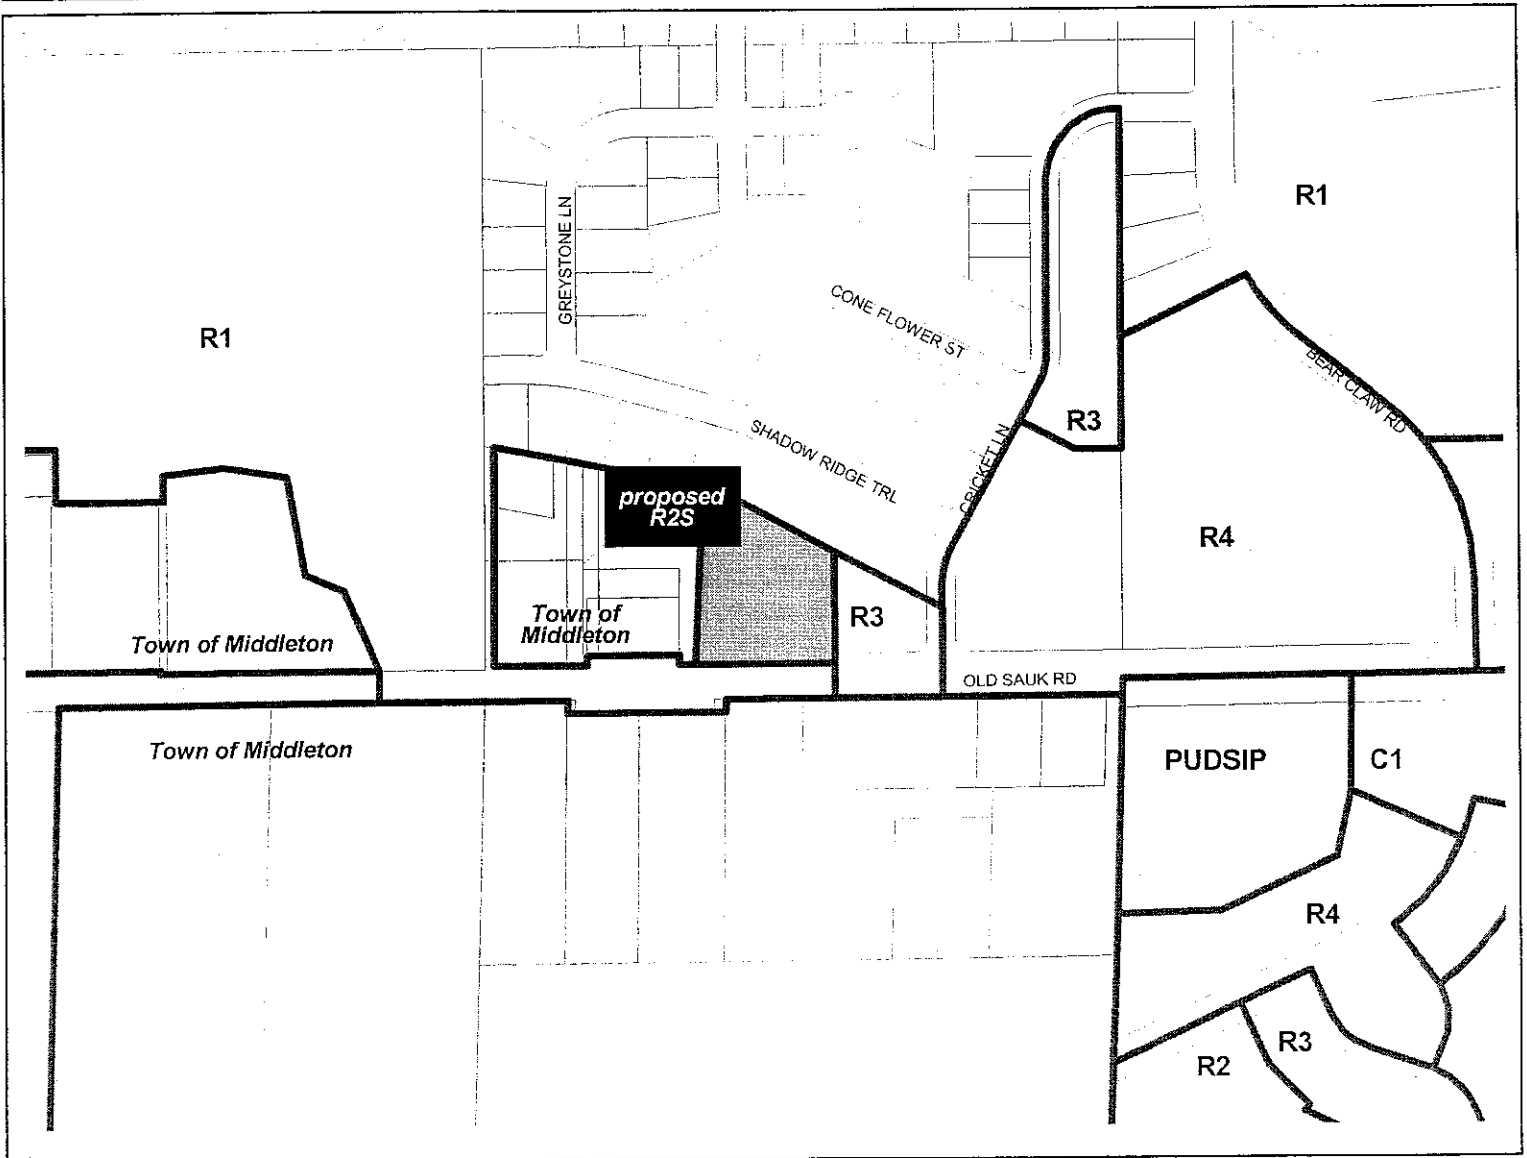 R1
GREYSTONE LN
CONE FLOWER ST
R1
BEAR CLAW RD
R3
SHADOW RIDGE TRL
CRICKET LN
proposed
R2S
R4
Town of
Middleton
R3
Town of Middleton
OLD SAUK RD
Town of Middleton
PUDSIP
C1
R4
R3
R2